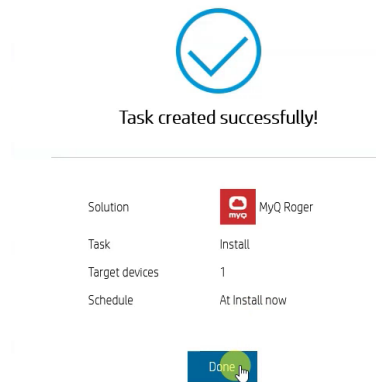 Task created successfully!
Solution myQ MyQ Roger
Task Install
Target devices 1
Schedule At Install now
Done